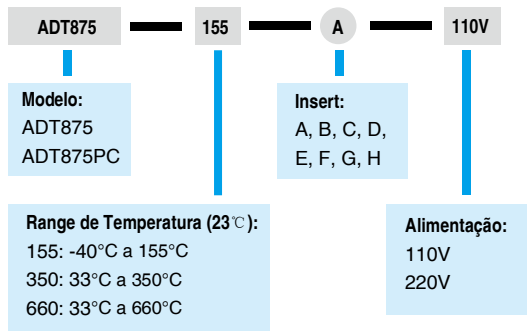 ADT875 155 A 110V
Modelo:
ADT875
ADT875PC
Insert:
A, B, C, D,
E, F, G, H
Range de Temperatura (23℃):
155: -40°C a 155°C
350: 33°C a 350°C
660: 33°C a 660°C
Alimentação:
110V
220V